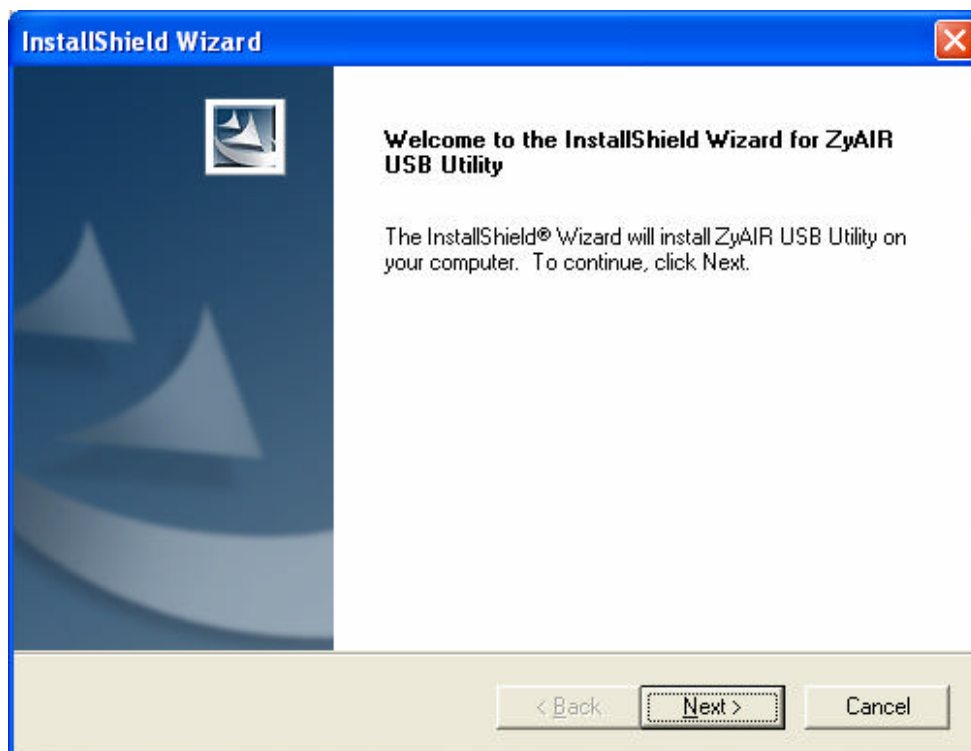 InstallShield Wizard
Welcome to the InstallShield Wizard for ZyAIR
USB Utility
The InstallShield® Wizard will install ZyAIR USB Utility on
your computer.  To continue, click Next.
< Back
Next >
Cancel